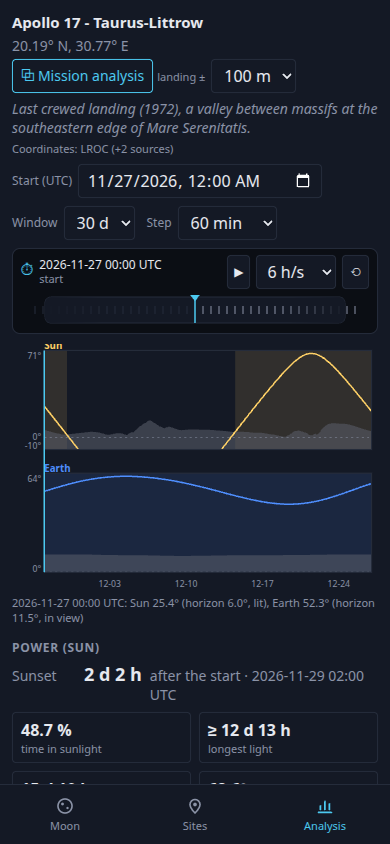 Apollo 17 - Taurus-Littrow
20.19° N, 30.77° E
Mission analysis landing ± 100 m
Last crewed landing (1972), a valley between massifs at the
southeastern edge of Mare Serenitatis.
Coordinates: LROC (+2 sources)
Start (UTC) 11/27/2026, 12:00 AM
Window 30 d Step 60 min
2026-11-27 00:00 UTC
start
6 h/s
Sun
71°
0°
-10°
Earth
64°
0°
12-03 12-10 12-17 12-24
2026-11-27 00:00 UTC: Sun 25.4° (horizon 6.0°, lit), Earth 52.3° (horizon
11.5°, in view)
POWER (SUN)
Sunset 2 d 2 h after the start · 2026-11-29 02:00
UTC
48.7 % ≥ 12 d 13 h
time in sunlight longest light
Moon Sites Analysis